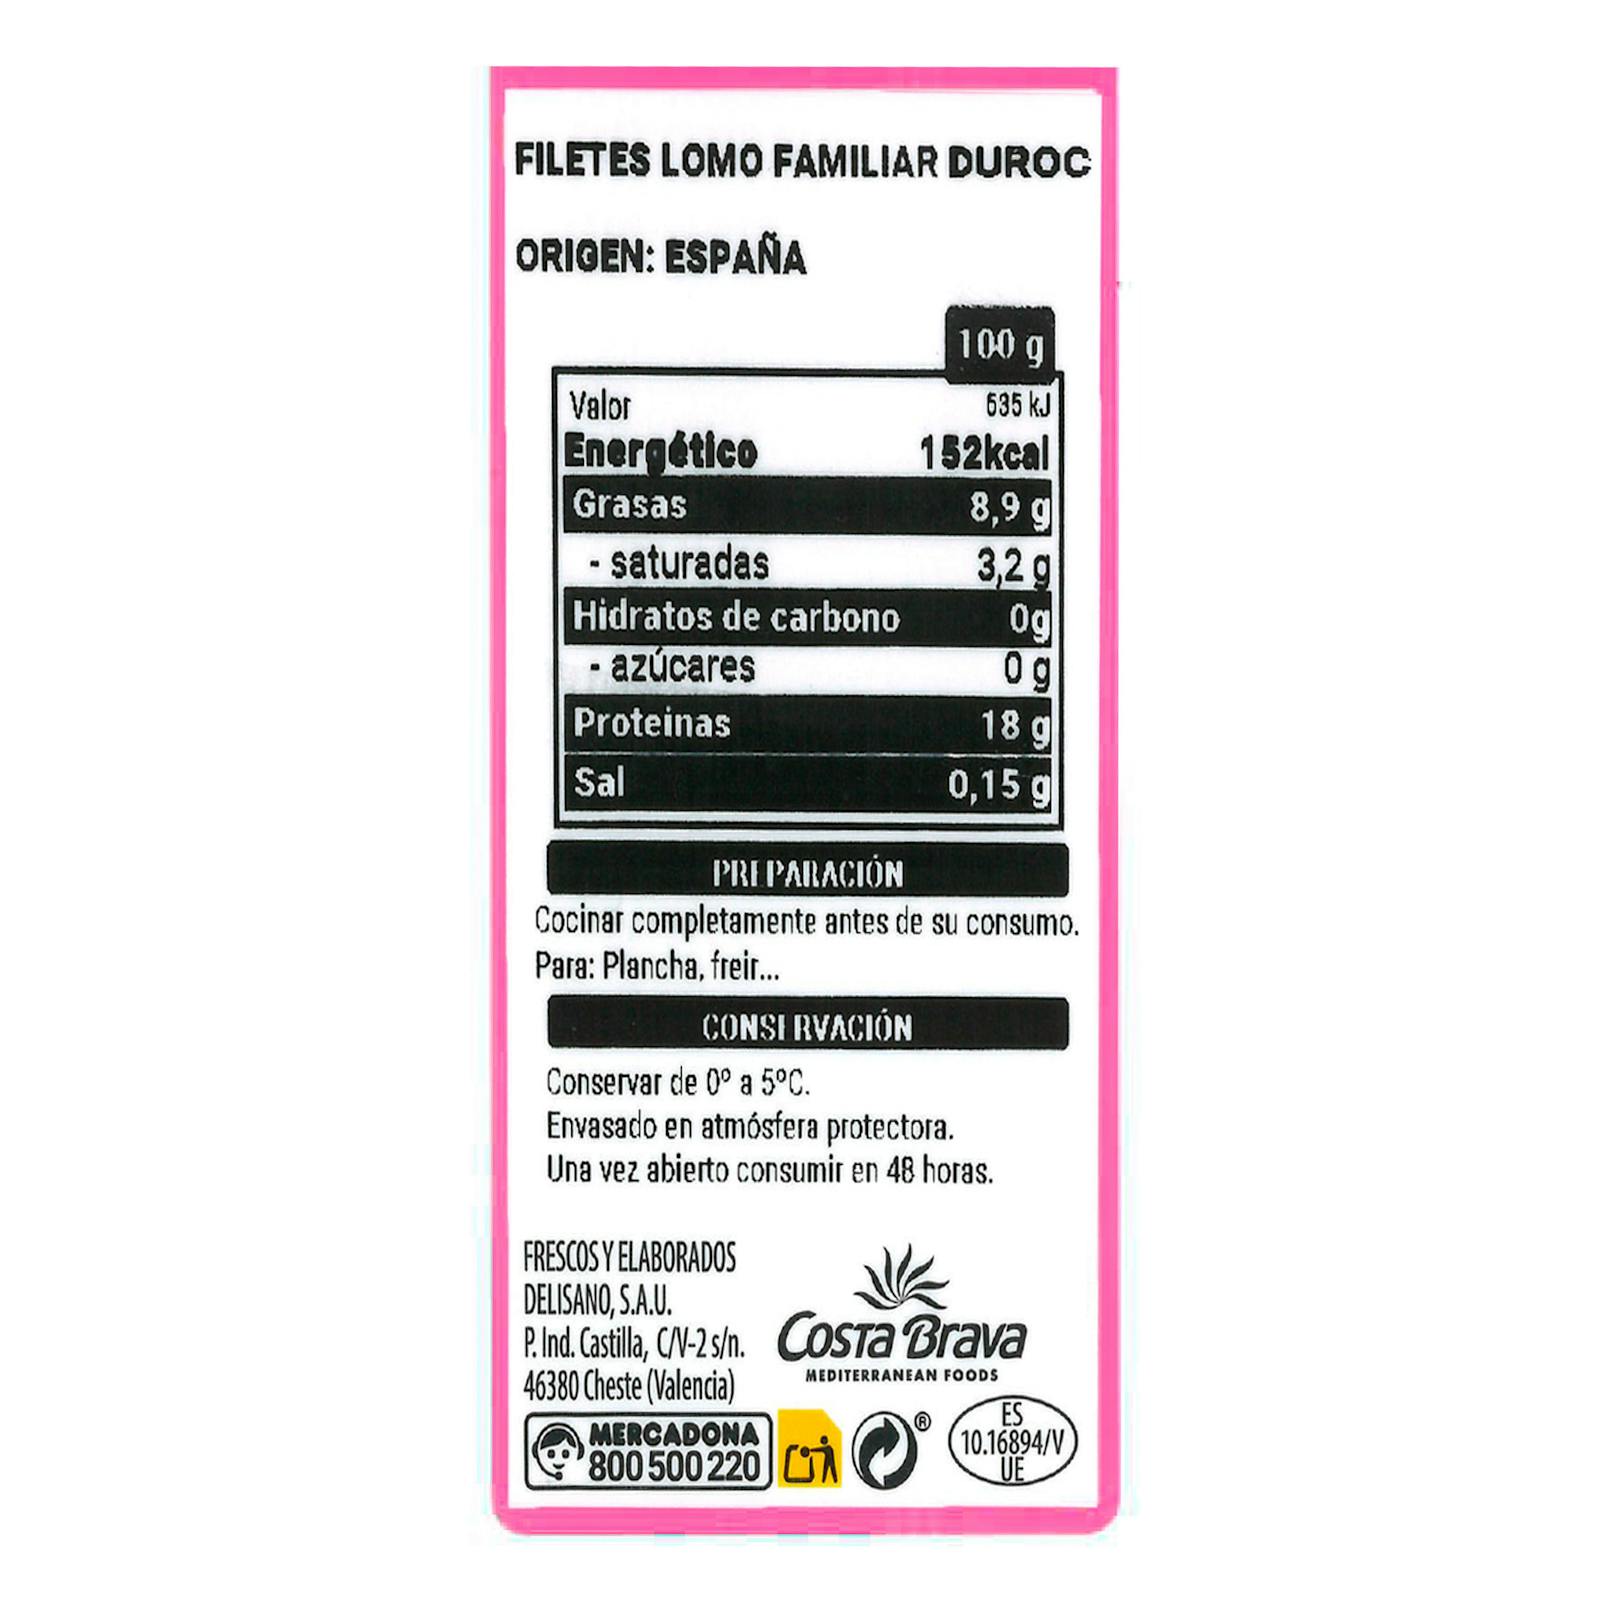 FILETES LOMO FAMILIAR DUROC
ORIGEN: ESPAÑA
100 g
Valor 635 kJ
Energético 152kcal
Grasas 8,9 g
- saturadas 3,2 g
Hidratos de carbono 0g
- azúcares 0 g
Proteinas 18 g
Sal 0,15 g
PREPARACIÓN
Cocinar completamente antes de su consumo.
Para: Plancha, freir...
CONSERVACIÓN
Conservar de 0º a 5ºC.
Envasado en atmósfera protectora.
Una vez abierto consumir en 48 horas.
FRESCOS Y ELABORADOS
DELISANO, S.A.U.
P. Ind. Castilla, C/V-2 s/n.
46380 Cheste (Valencia)
Costa Brava
MEDITERRANEAN FOODS
MERCADONA
800 500 220
®
ES
10.16894/V
UE